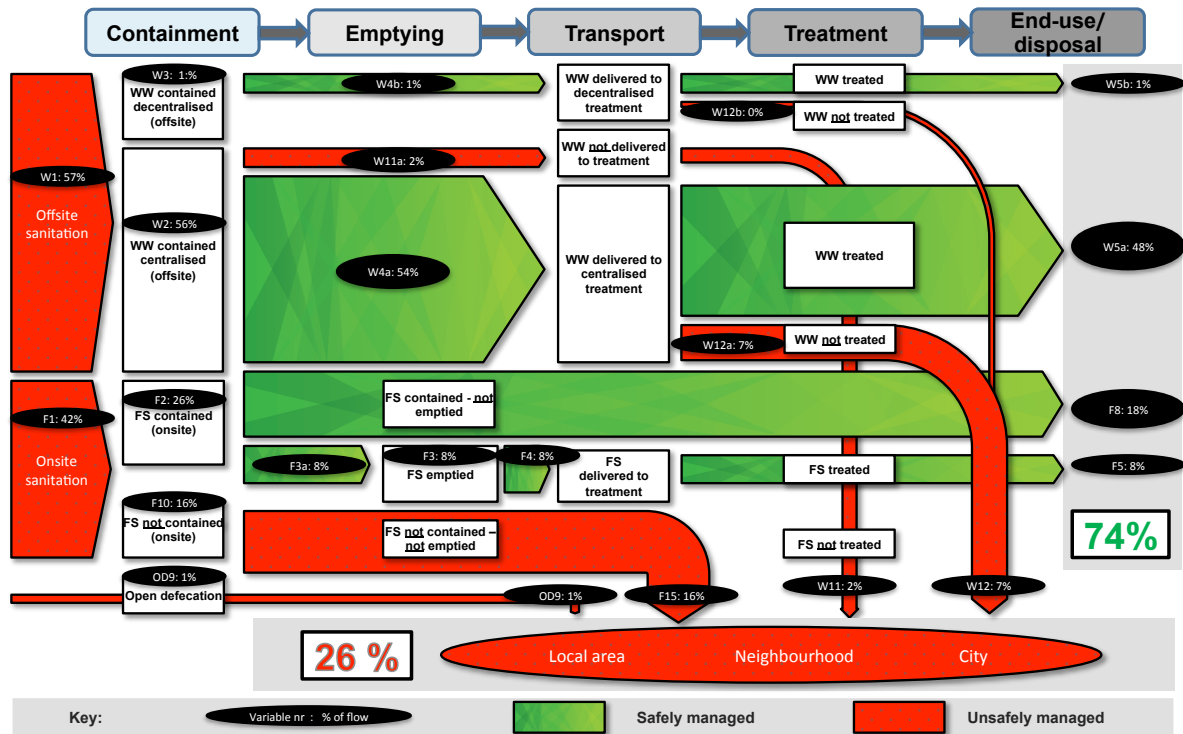 Containment
Emptying
Transport
Treatment
End-use/
disposal
W3: 1:%
WW contained
decentralised
(offsite)
W4b: 1%
WW delivered to
decentralised
treatment
WW treated
W5b: 1%
W12b: 0%
WW not treated
W11a: 2%
WW not delivered
to treatment
W1: 57%
Offsite
sanitation
W2: 56%
WW contained
centralised
(offsite)
W4a: 54%
WW delivered to
centralised
treatment
WW treated
W5a: 48%
W12a: 7%
WW not treated
F1: 42%
Onsite
sanitation
F2: 26%
FS contained
(onsite)
FS contained - not
emptied
F8: 18%
F3a: 8%
F3: 8%
FS emptied
F4: 8%
FS
delivered to
treatment
FS treated
F5: 8%
F10: 16%
FS not contained
(onsite)
FS not contained –
not emptied
FS not treated
74%
OD9: 1%
Open defecation
OD9: 1%
F15: 16%
W11: 2%
W12: 7%
26 %
Local area
Neighbourhood
City
Key:
Variable nr : % of flow
Safely managed
Unsafely managed